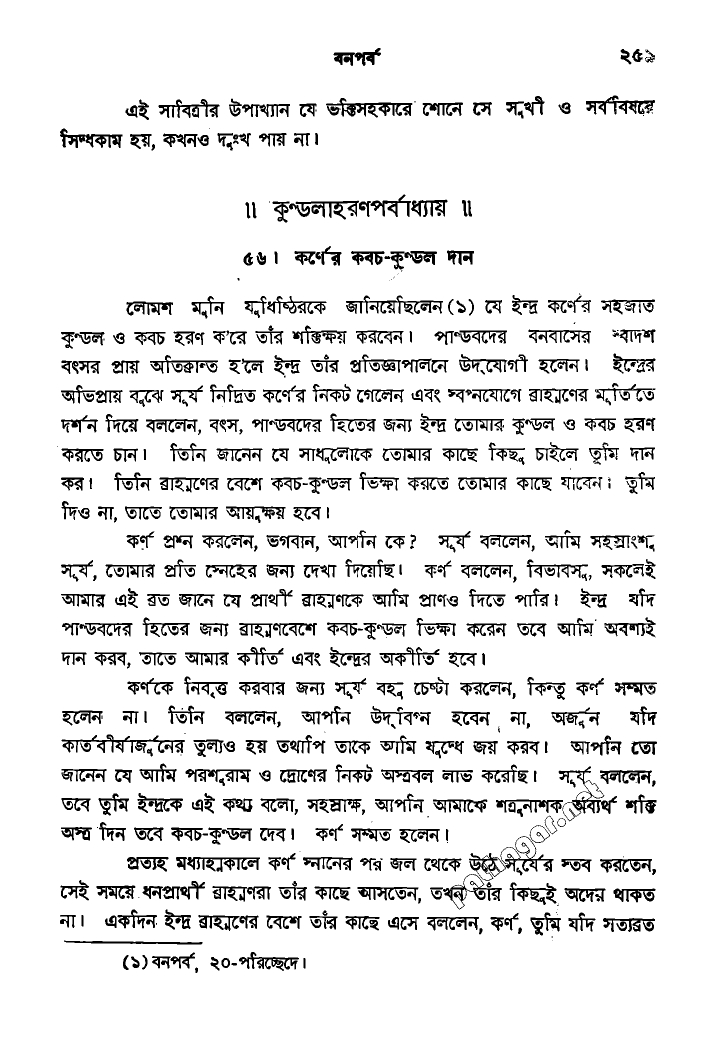 বনপর্ব ২৫৯
এই সাবিত্রীর উপাখ্যান যে ভক্তিসহকারে শোনে সে সুখী ও সর্ববিষয়ে
সিদ্ধকাম হয়, কখনও দুঃখ পায় না।
॥ কুণ্ডলাহরণপর্বাধ্যায় ॥
৫৬। কর্ণের কবচ-কুণ্ডল দান
লোমশ মুনি যুধিষ্ঠিরকে জানিয়েছিলেন(১) যে ইন্দ্র কর্ণের সহজাত
কুণ্ডল ও কবচ হরণ ক'রে তাঁর শক্তিক্ষয় করবেন। পাণ্ডবদের বনবাসের দ্বাদশ
বৎসর প্রায় অতিক্রান্ত হ'লে ইন্দ্র তাঁর প্রতিজ্ঞাপালনে উদ্‌যোগী হলেন। ইন্দ্রের
অভিপ্রায় বুঝে সূর্য নিদ্রিত কর্ণের নিকট গেলেন এবং স্বপ্নযোগে ব্রাহ্মণের মূর্তিতে
দর্শন দিয়ে বললেন, বৎস, পাণ্ডবদের হিতের জন্য ইন্দ্র তোমার কুণ্ডল ও কবচ হরণ
করতে চান। তিনি জানেন যে সাধুলোকে তোমার কাছে কিছু চাইলে তুমি দান
কর। তিনি ব্রাহ্মণের বেশে কবচ-কুণ্ডল ভিক্ষা করতে তোমার কাছে যাবেন। তুমি
দিও না, তাতে তোমার আয়ুক্ষয় হবে।
কর্ণ প্রশ্ন করলেন, ভগবান, আপনি কে? সূর্য বললেন, আমি সহস্রাংশু
সূর্য, তোমার প্রতি স্নেহের জন্য দেখা দিয়েছি। কর্ণ বললেন, বিভাবসু, সকলেই
আমার এই ব্রত জানে যে প্রার্থী ব্রাহ্মণকে আমি প্রাণও দিতে পারি। ইন্দ্র যদি
পাণ্ডবদের হিতের জন্য ব্রাহ্মণবেশে কবচ-কুণ্ডল ভিক্ষা করেন তবে আমি অবশ্যই
দান করব, তাতে আমার কীর্তি এবং ইন্দ্রের অকীর্তি হবে।
কর্ণকে নিবৃত্ত করবার জন্য সূর্য বহু চেষ্টা করলেন, কিন্তু কর্ণ সম্মত
হলেন না। তিনি বললেন, আপনি উদ্‌বিগ্ন হবেন না, অর্জুন যদি
কার্তবীর্যার্জুনের তুল্যও হয় তথাপি তাকে আমি যুদ্ধে জয় করব। আপনি তো
জানেন যে আমি পরশুরাম ও দ্রোণের নিকট অস্ত্রবল লাভ করেছি। সূর্য বললেন,
তবে তুমি ইন্দ্রকে এই কথা বলো, সহস্রাক্ষ, আপনি আমাকে শত্রুনাশক অব্যর্থ শক্তি
অস্ত্র দিন তবে কবচ-কুণ্ডল দেব। কর্ণ সম্মত হলেন।
প্রত্যহ মধ্যাহ্নকালে কর্ণ স্নানের পর জল থেকে উঠে সূর্যের স্তব করতেন,
সেই সময়ে ধনপ্রার্থী ব্রাহ্মণরা তাঁর কাছে আসতেন, তখন তাঁর কিছুই অদেয় থাকত
না। একদিন ইন্দ্র ব্রাহ্মণের বেশে তাঁর কাছে এসে বললেন, কর্ণ, তুমি যদি সত্যব্রত
(১) বনপর্ব, ২০-পরিচ্ছেদে।
pathagar.net